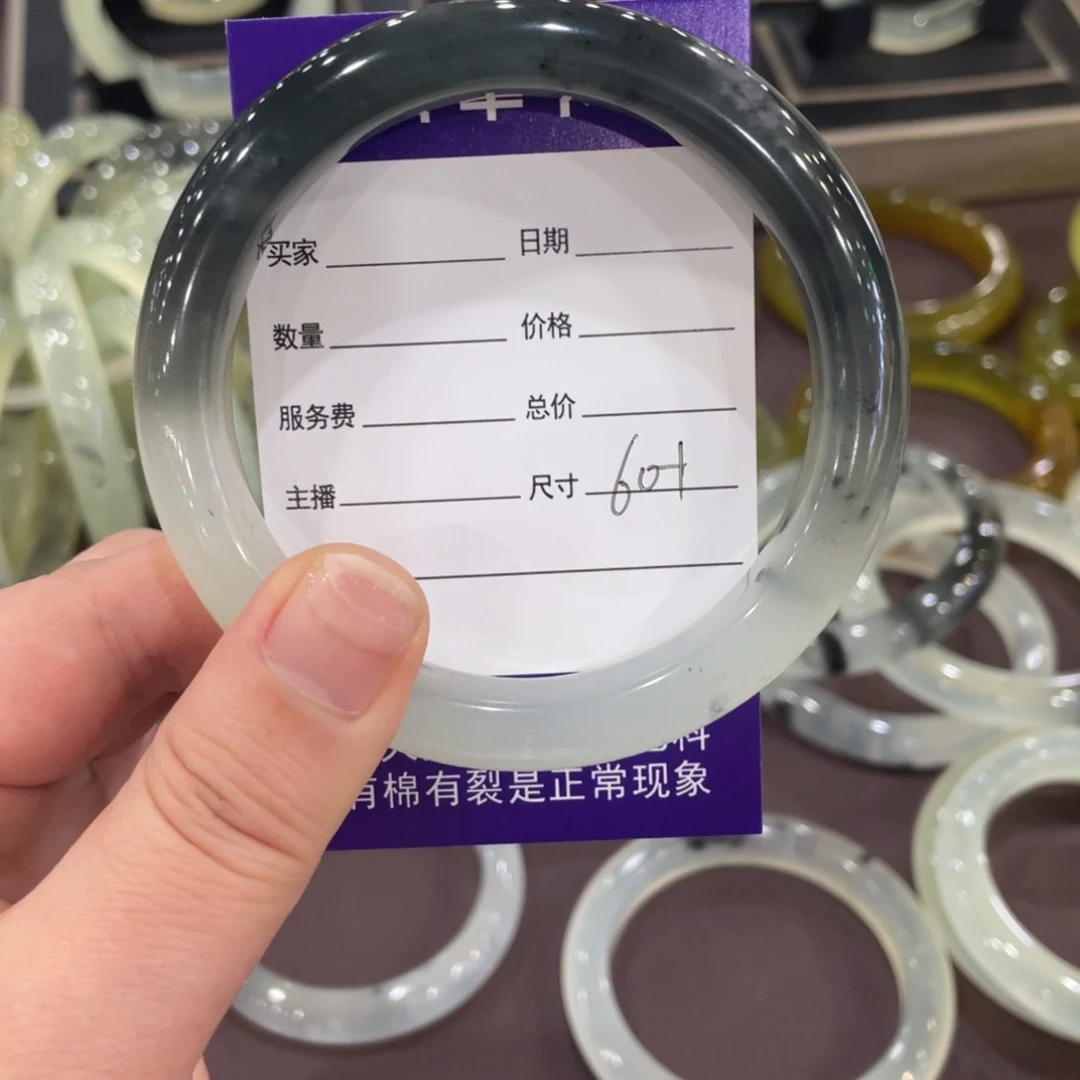 买家 日期
数量 价格
服务费 总价
主播 尺寸 60+
有棉有裂是正常现象